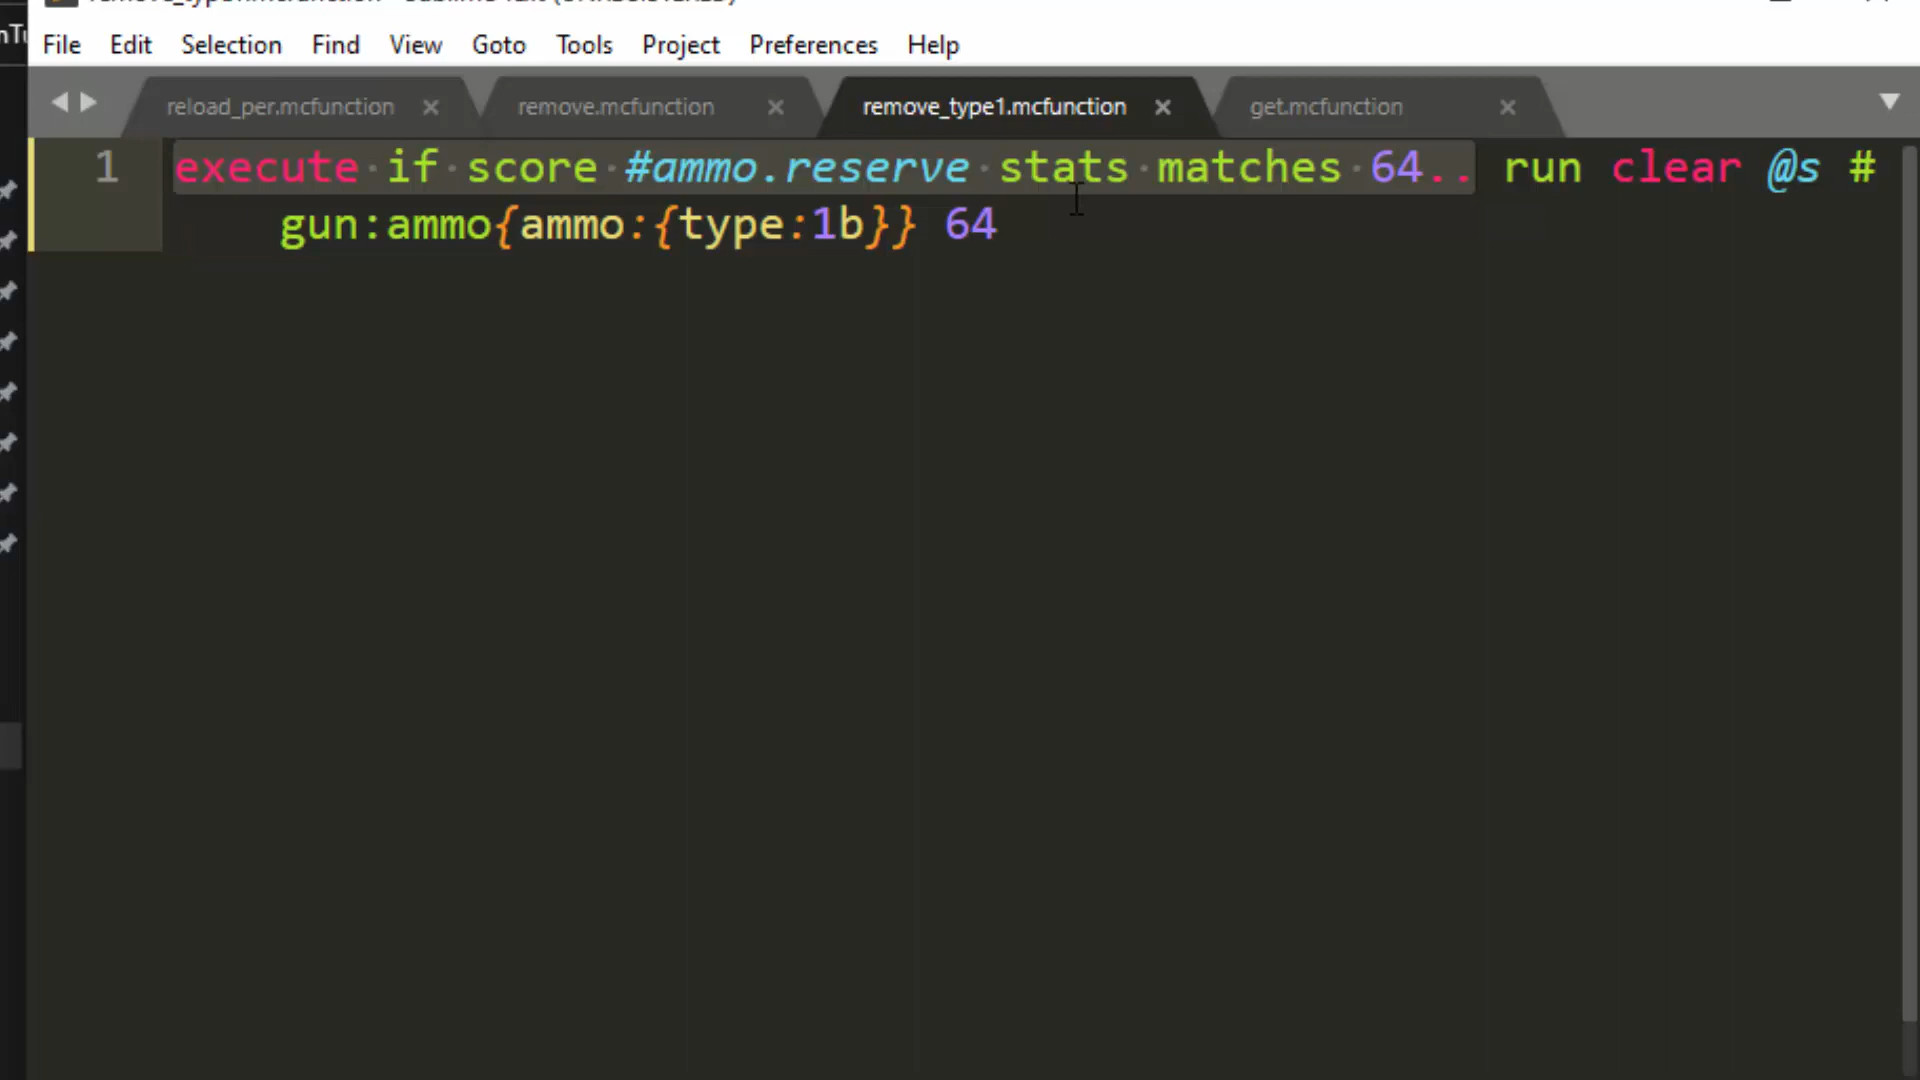 File Edit Selection Find View Goto Tools Project Preferences Help
reload_per.mcfunction × remove.mcfunction × remove_type1.mcfunction × get.mcfunction ×
1 execute if score #ammo.reserve stats matches 64.. run clear @s #
gun:ammo{ammo:{type:1b}} 64